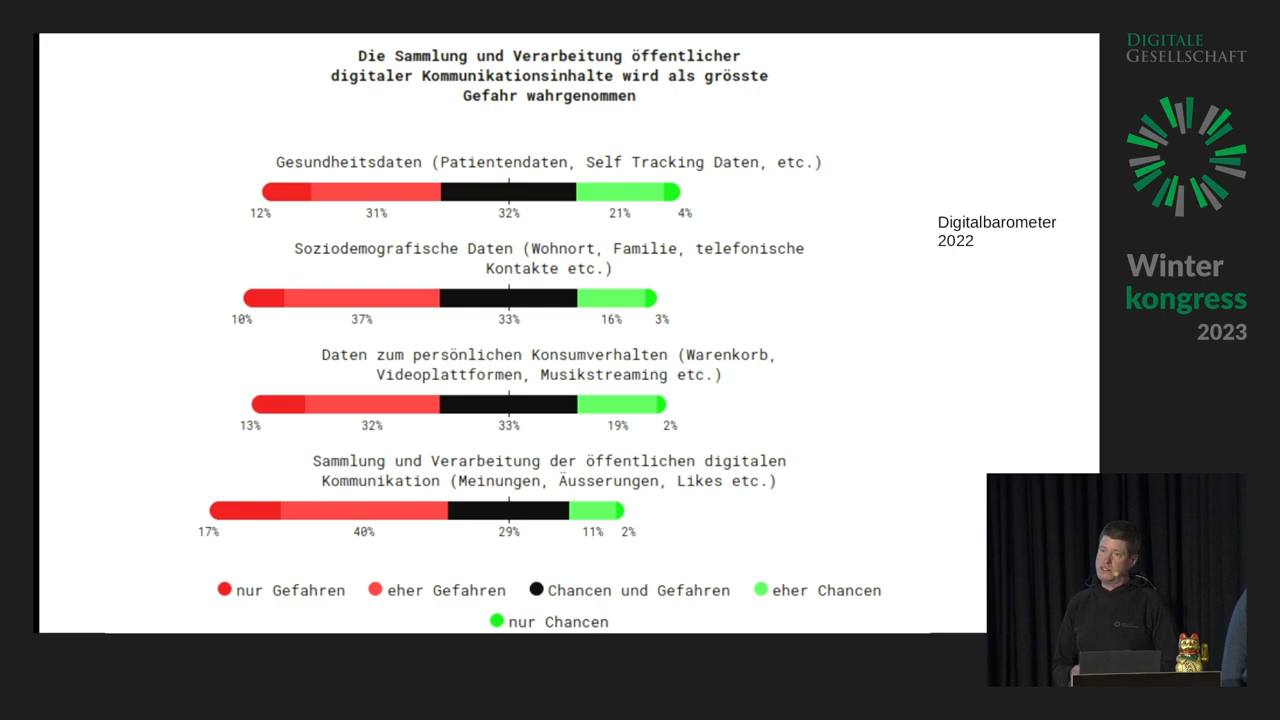 Die Sammlung und Verarbeitung öffentlicher
digitaler Kommunikationsinhalte wird als grösste
Gefahr wahrgenommen
Gesundheitsdaten (Patientendaten, Self Tracking Daten, etc.)
12% 31% 32% 21% 4%
Soziodemografische Daten (Wohnort, Familie, telefonische
Kontakte etc.)
10% 37% 33% 16% 3%
Daten zum persönlichen Konsumverhalten (Warenkorb,
Videoplattformen, Musikstreaming etc.)
13% 32% 33% 19% 2%
Sammlung und Verarbeitung der öffentlichen digitalen
Kommunikation (Meinungen, Äusserungen, Likes etc.)
17% 40% 29% 11% 2%
nur Gefahren eher Gefahren Chancen und Gefahren eher Chancen
nur Chancen
Digitalbarometer
2022
DIGITALE
GESELLSCHAFT
Winter
kongress
2023